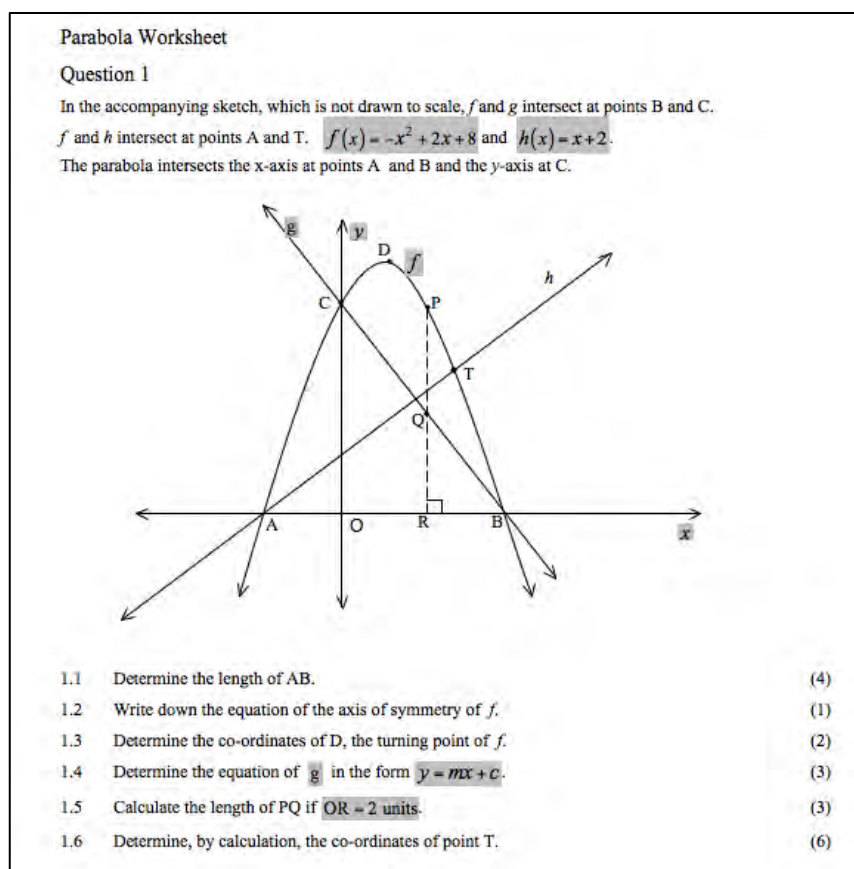 Parabola Worksheet
Question 1
In the accompanying sketch, which is not drawn to scale, f and g intersect at points B and C.
f and h intersect at points A and T. f(x) = -x² + 2x + 8 and h(x) = x + 2.
The parabola intersects the x-axis at points A and B and the y-axis at C.
g
y
D
f
h
C
P
T
Q
A
O
R
B
x
1.1 Determine the length of AB. (4)
1.2 Write down the equation of the axis of symmetry of f. (1)
1.3 Determine the co-ordinates of D, the turning point of f. (2)
1.4 Determine the equation of g in the form y = mx + c. (3)
1.5 Calculate the length of PQ if OR = 2 units. (3)
1.6 Determine, by calculation, the co-ordinates of point T. (6)